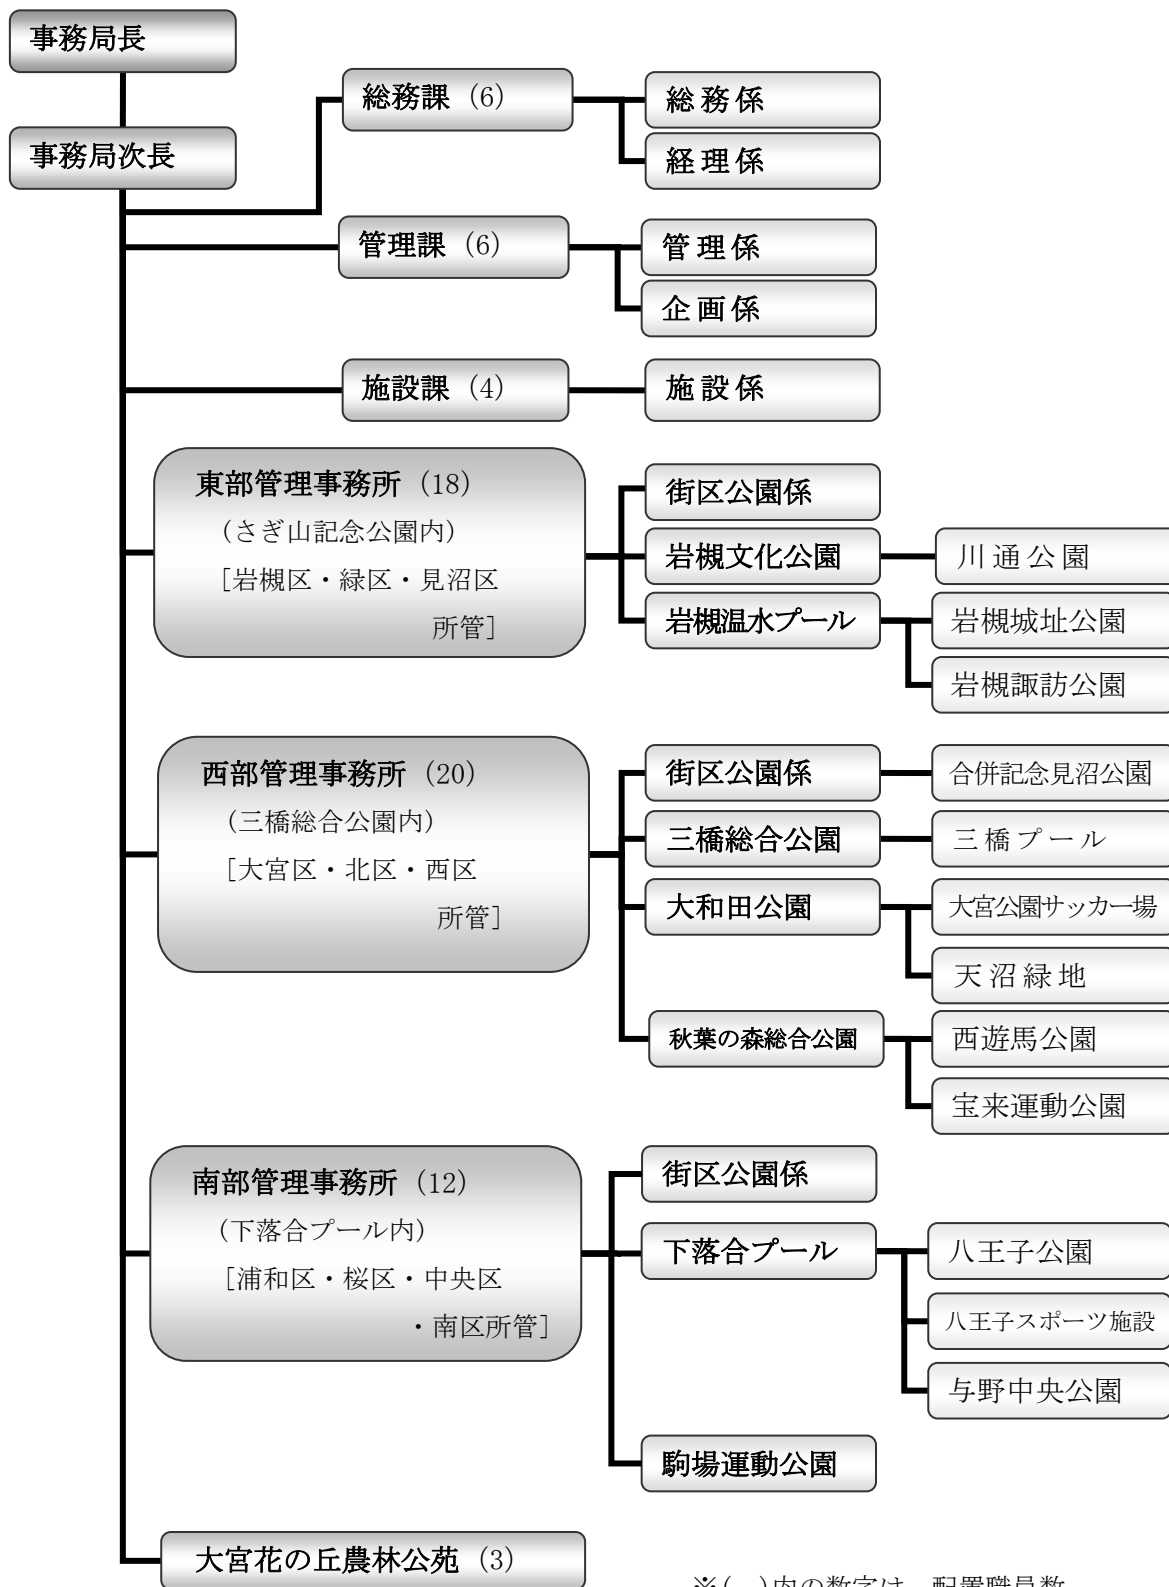 事務局長
事務局次長
総務課（6）
総務係
経理係
管理課（6）
管理係
企画係
施設課（4）
施設係
東部管理事務所（18）
（さぎ山記念公園内）
［岩槻区・緑区・見沼区
所管］
街区公園係
岩槻文化公園
川通公園
岩槻温水プール
岩槻城址公園
岩槻諏訪公園
西部管理事務所（20）
（三橋総合公園内）
［大宮区・北区・西区
所管］
街区公園係
合併記念見沼公園
三橋総合公園
三橋プール
大和田公園
大宮公園サッカー場
天沼緑地
秋葉の森総合公園
西遊馬公園
宝来運動公園
南部管理事務所（12）
（下落合プール内）
［浦和区・桜区・中央区
・南区所管］
街区公園係
下落合プール
八王子公園
八王子スポーツ施設
与野中央公園
駒場運動公園
大宮花の丘農林公苑（3）
※(　)内の数字は、配置職員数